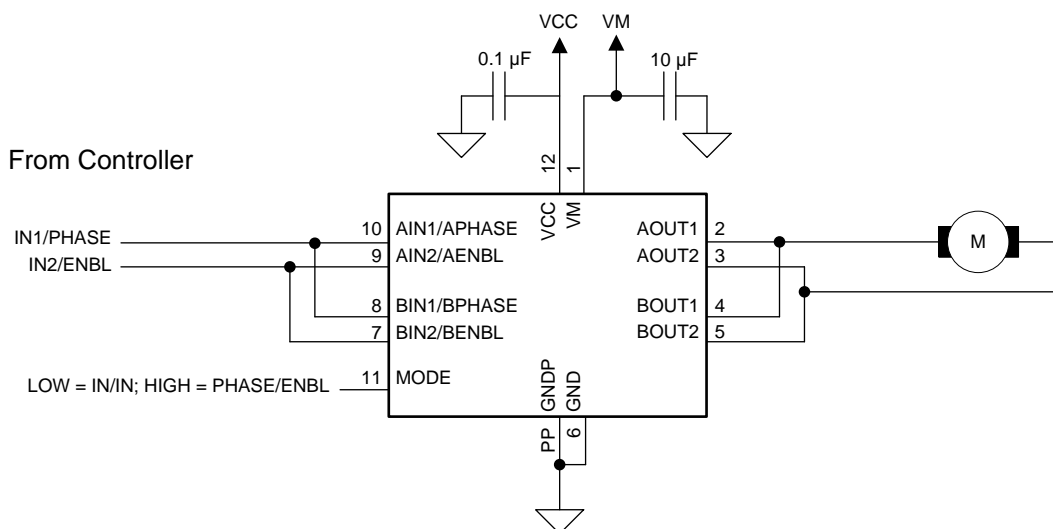 VCC
VM
0.1 µF
10 µF
From Controller
12
1
VCC
VM
IN1/PHASE
10
AIN1/APHASE
AOUT1
2
M
IN2/ENBL
9
AIN2/AENBL
AOUT2
3
8
BIN1/BPHASE
BOUT1
4
7
BIN2/BENBL
BOUT2
5
LOW = IN/IN; HIGH = PHASE/ENBL
11
MODE
GNDP
GND
PP
6